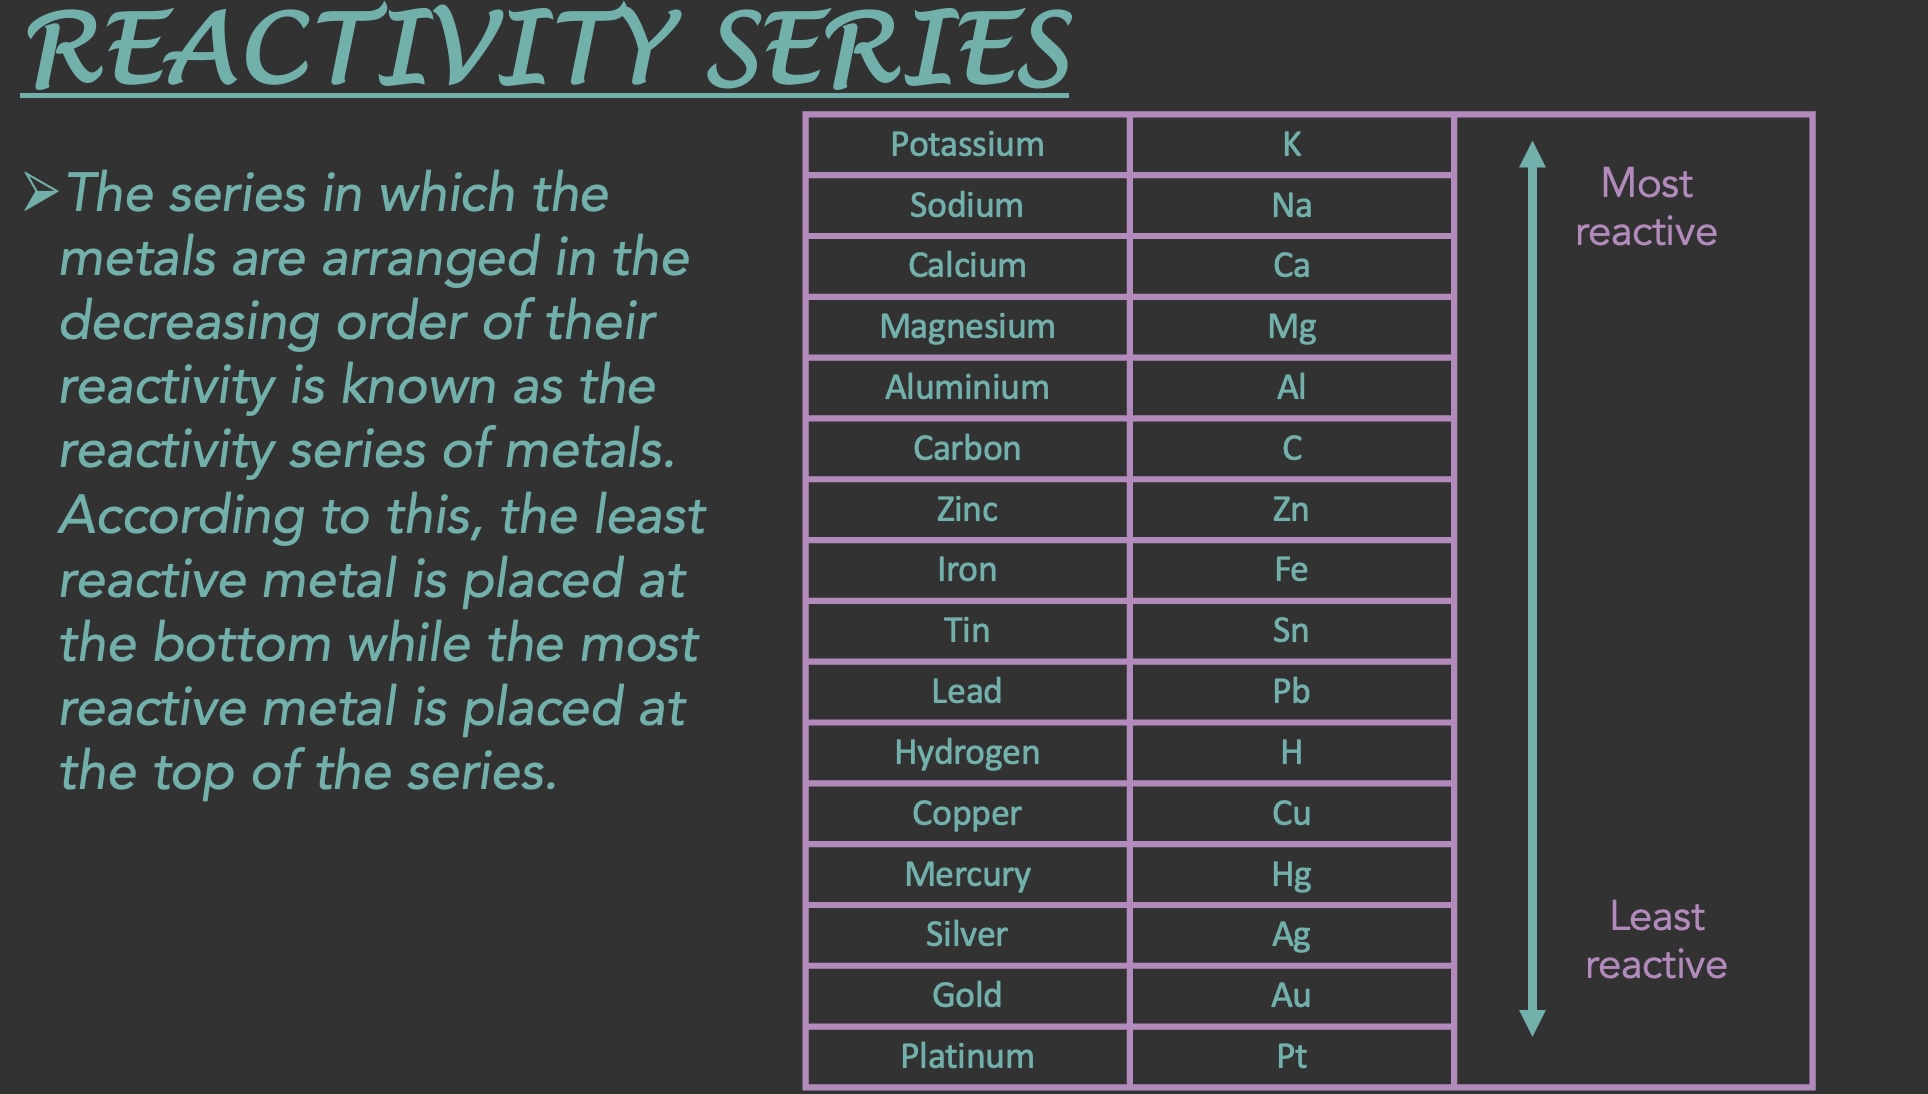 REACTIVITY SERIES
➢The series in which the
metals are arranged in the
decreasing order of their
reactivity is known as the
reactivity series of metals.
According to this, the least
reactive metal is placed at
the bottom while the most
reactive metal is placed at
the top of the series.
Potassium K
Sodium Na
Calcium Ca
Magnesium Mg
Aluminium Al
Carbon C
Zinc Zn
Iron Fe
Tin Sn
Lead Pb
Hydrogen H
Copper Cu
Mercury Hg
Silver Ag
Gold Au
Platinum Pt
Most
reactive
Least
reactive